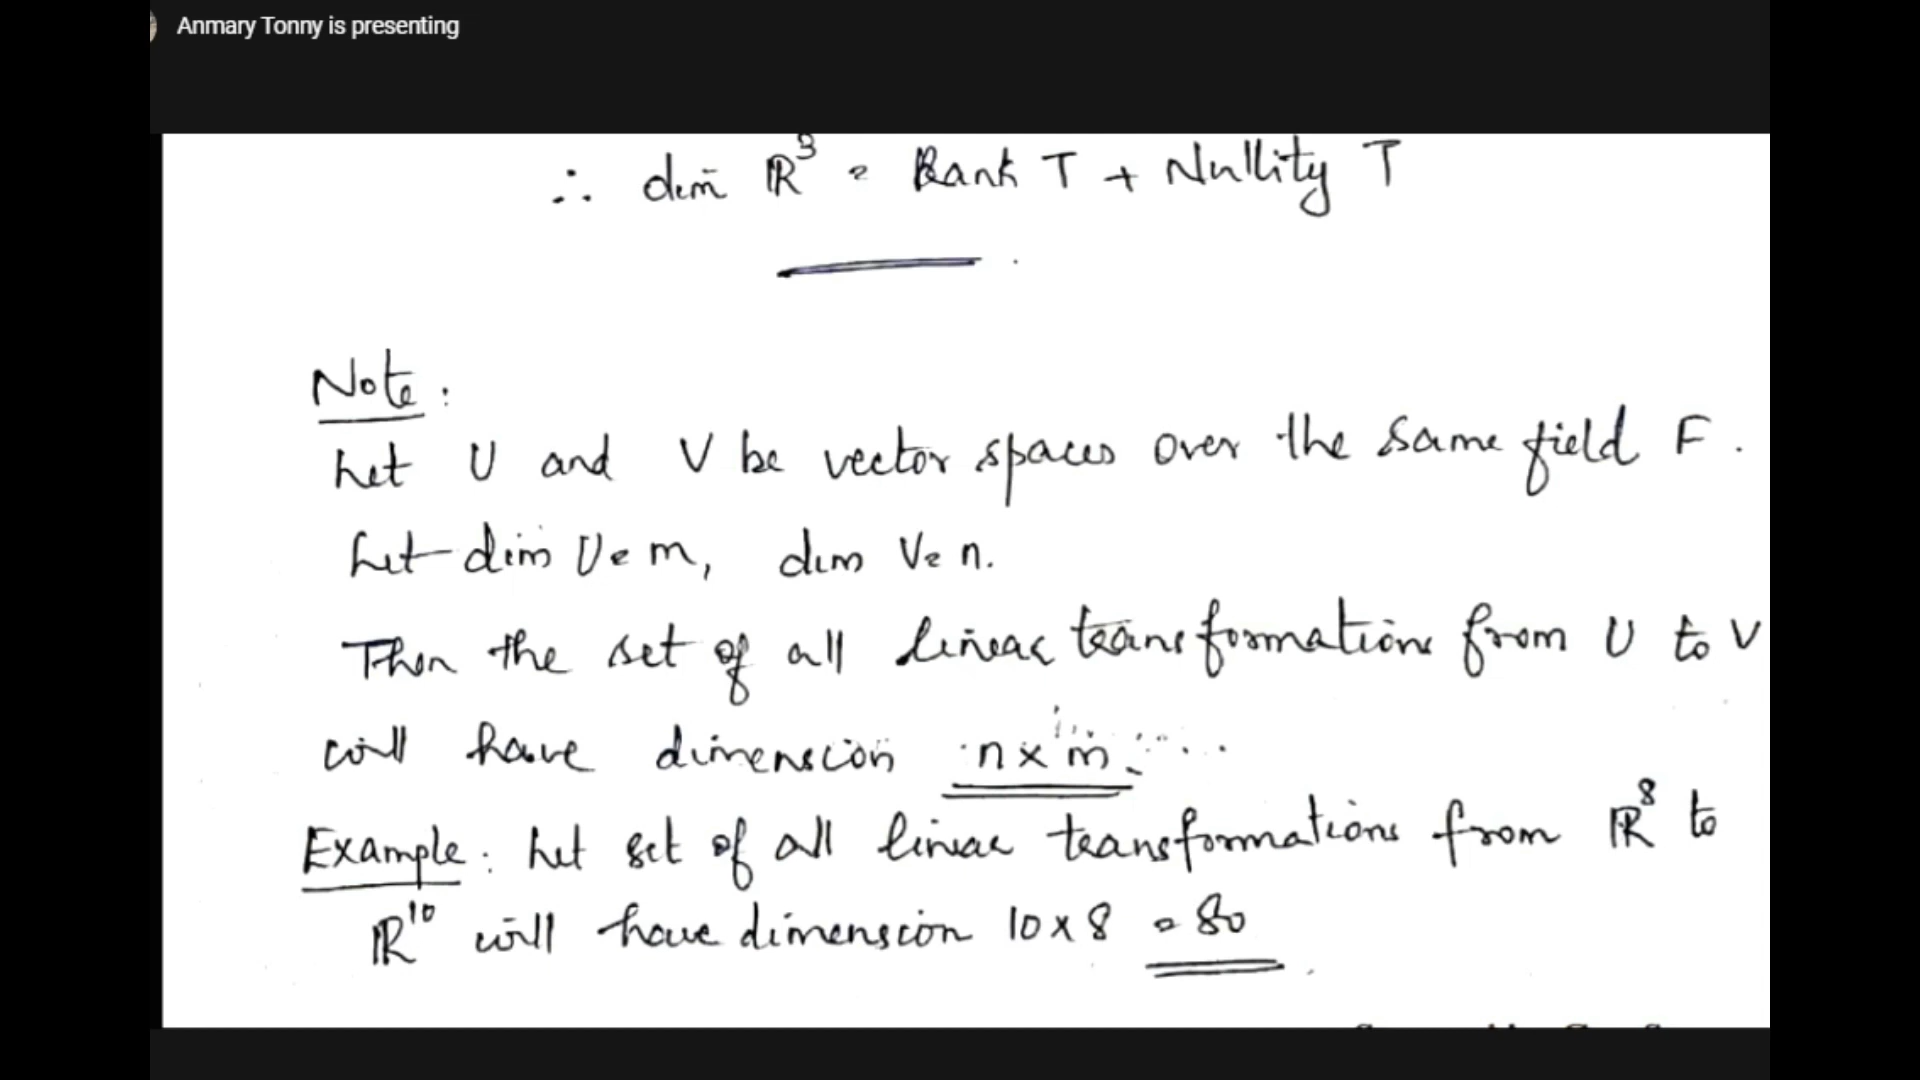 Anmary Tonny is presenting
∴ dim ℝ³ = Rank T + Nullity T
Note:
Let U and V be vector spaces over the same field F.
Let dim U = m, dim V = n.
Then the set of all linear transformations from U to V
will have dimension n × m.
Example: Let set of all linear transformations from ℝ⁸ to
ℝ¹⁰ will have dimension 10 × 8 = 80